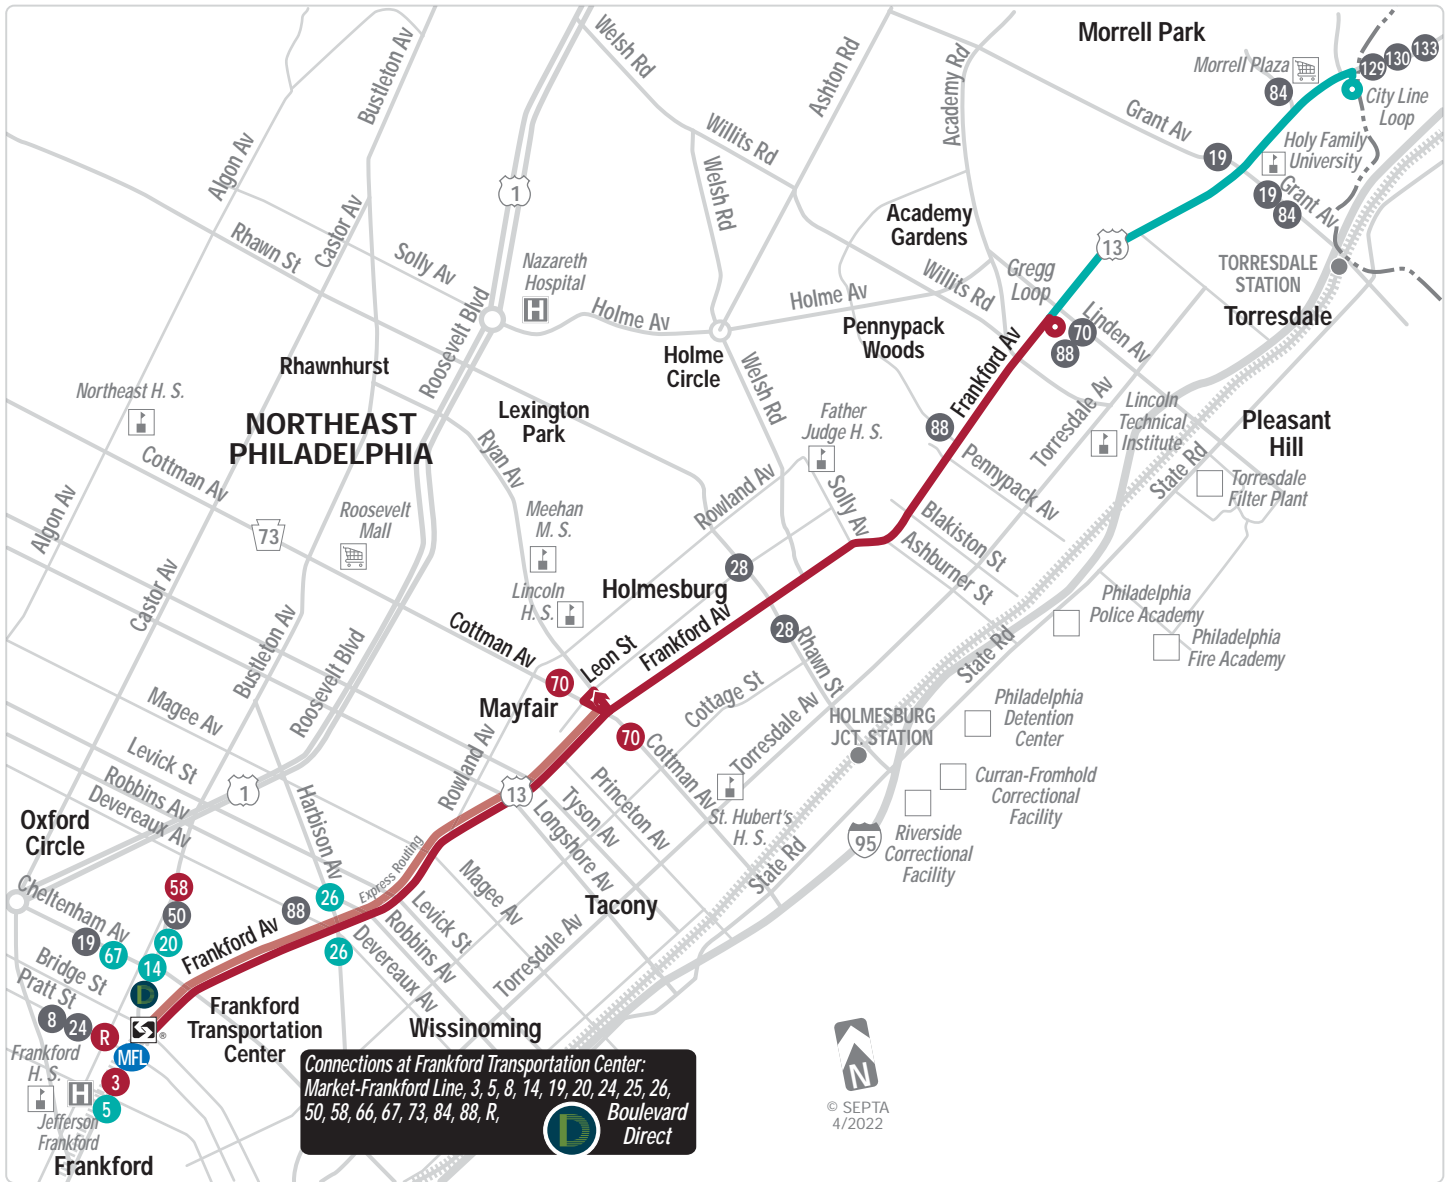 Morrell Park
Morrell Plaza
84
129
130
133
City Line
Loop
Welsh Rd
Ashton Rd
Academy Rd
Bustleton Av
Algon Av
Willits Rd
Grant Av
19
Holy Family
University
19
84
Grant Av
1
Welsh Rd
Castor Av
Rhawn St
Solly Av
Nazareth
Hospital
H
Academy
Gardens
13
Gregg
Loop
Willits Rd
TORRESDALE
STATION
Torresdale
Holme Av
Holme Av
Roosevelt Blvd
Holme
Circle
Pennypack
Woods
Frankford Av
70
88
Linden Av
Rhawnhurst
Northeast H. S.
NORTHEAST
PHILADELPHIA
Lexington
Park
Welsh Rd
Father
Judge H. S.
88
Torresdale Av
Lincoln
Technical
Institute
Pleasant
Hill
Cottman Av
Ryan Av
Rowland Av
Solly Av
Pennypack Av
State Rd
Torresdale
Filter Plant
Algon Av
73
Roosevelt
Mall
Meehan
M. S.
Blakiston St
Ashburner St
28
Lincoln
H. S.
Holmesburg
Castor Av
Bustleton Av
Roosevelt Blvd
Cottman Av
Leon St
Frankford Av
28
Rhawn St
State Rd
Philadelphia
Police Academy
Philadelphia
Fire Academy
70
Mayfair
70
Cottage St
Cottman Av
Torresdale Av
HOLMESBURG
JCT. STATION
Philadelphia
Detention
Center
Magee Av
Levick St
Robbins Av
Devereaux Av
1
Harbison Av
Rowland Av
13
Princeton Av
Tyson Av
Longshore Av
St. Hubert's
H. S.
State Rd
95
Curran-Fromhold
Correctional
Facility
Riverside
Correctional
Facility
Oxford
Circle
Express Routing
Magee Av
Tacony
Cheltenham Av
58
50
20
14
19
67
88
26
26
Frankford Av
Levick St
Robbins Av
Devereaux Av
Torresdale Av
Bridge St
Pratt St
D
8
24
R
MFL
3
5
®
Frankford
Transportation
Center
Wissinoming
Frankford
H. S.
H
Jefferson
Frankford
Frankford
Connections at Frankford Transportation Center:
Market-Frankford Line, 3, 5, 8, 14, 19, 20, 24, 25, 26,
50, 58, 66, 67, 73, 84, 88, R,
D
Boulevard
Direct
N
© SEPTA
4/2022